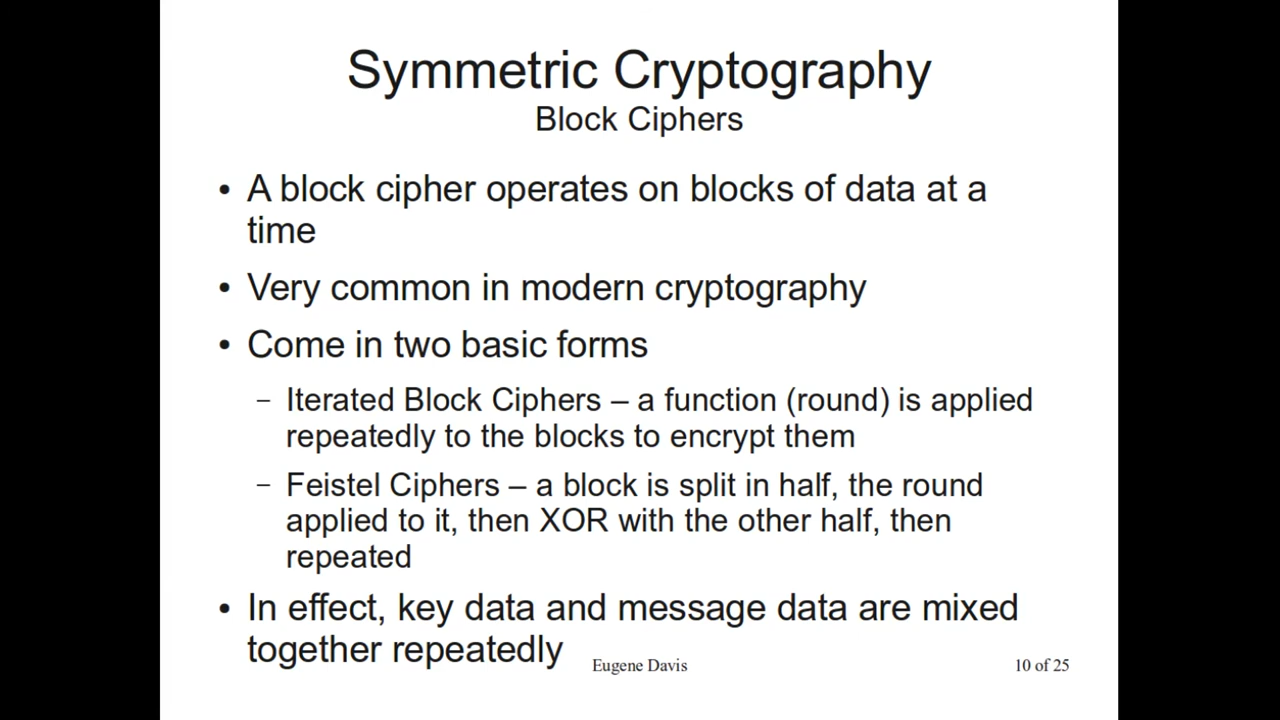 Symmetric Cryptography
Block Ciphers
• A block cipher operates on blocks of data at a
time
• Very common in modern cryptography
• Come in two basic forms
– Iterated Block Ciphers – a function (round) is applied
repeatedly to the blocks to encrypt them
– Feistel Ciphers – a block is split in half, the round
applied to it, then XOR with the other half, then
repeated
• In effect, key data and message data are mixed
together repeatedly
Eugene Davis
10 of 25